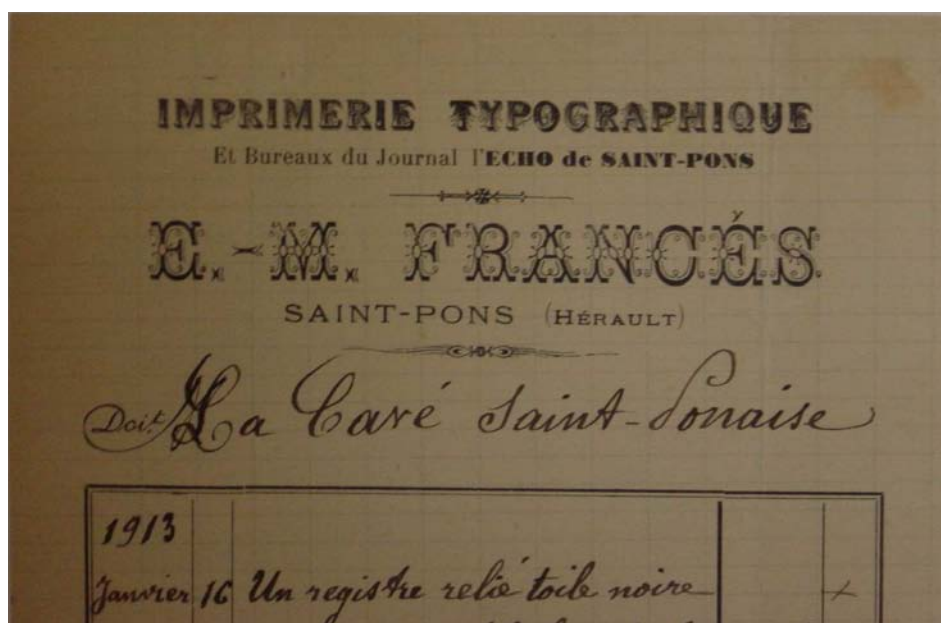 IMPRIMERIE TYPOGRAPHIQUE
Et Bureaux du Journal l'ECHO de SAINT-PONS
E.-M. FRANCÉS
SAINT-PONS (HÉRAULT)
Doit La Cavé Saint-Ponaise
1913
Janvier 16 Un registre relié toile noire